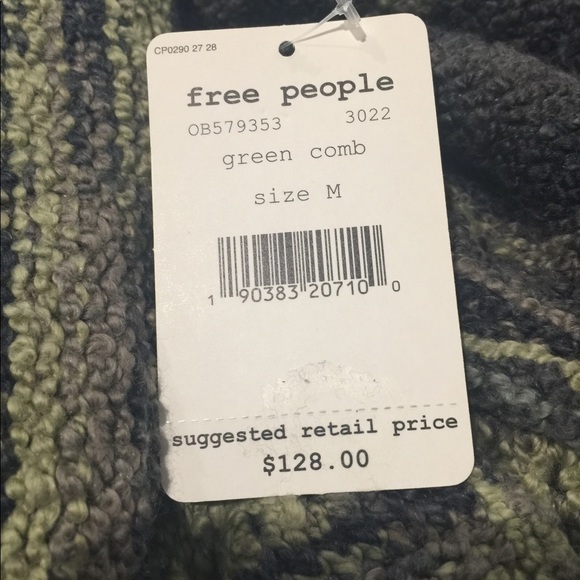 CP0290 27 28
free people
OB579353 3022
green comb
size M
1 90383 20710 0
suggested retail price
$128.00